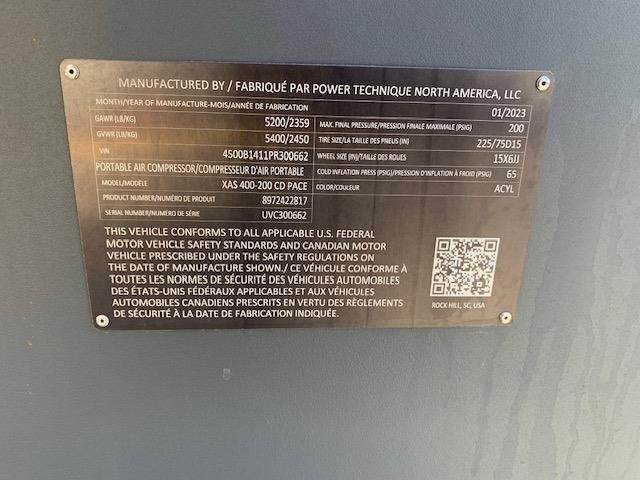 MANUFACTURED BY / FABRIQUÉ PAR POWER TECHNIQUE NORTH AMERICA, LLC
MONTH/YEAR OF MANUFACTURE-MOIS/ANNÉE DE FABRICATION 01/2023
GAWR (LB/KG) 5200/2359 MAX. FINAL PRESSURE/PRESSION FINALE MAXIMALE (PSIG) 200
GVWR (LB/KG) 5400/2450 TIRE SIZE/LA TAILLE DES PNEUS (IN) 225/75D15
VIN 4500B1411PR300662 WHEEL SIZE (IN)/TAILLE DES ROUES 15X6JJ
PORTABLE AIR COMPRESSOR/COMPRESSEUR D'AIR PORTABLE COLD INFLATION PRESS (PSIG)/PRESSION D'INFLATION À FROID (PSIG) 65
MODEL/MODÈLE XAS 400-200 CD PACE COLOR/COULEUR ACYL
PRODUCT NUMBER/NUMÉRO DE PRODUIT 8972422817
SERIAL NUMBER/NUMÉRO DE SÉRIE UVC300662
THIS VEHICLE CONFORMS TO ALL APPLICABLE U.S. FEDERAL
MOTOR VEHICLE SAFETY STANDARDS AND CANADIAN MOTOR
VEHICLE PRESCRIBED UNDER THE SAFETY REGULATIONS ON
THE DATE OF MANUFACTURE SHOWN./ CE VÉHICULE CONFORME À
TOUTES LES NORMES DE SÉCURITÉ DES VÉHICULES AUTOMOBILES
DES ÉTATS-UNIS FÉDÉRAUX APPLICABLES ET AUX VÉHICULES
AUTOMOBILES CANADIENS PRESCRITS EN VERTU DES RÈGLEMENTS
DE SÉCURITÉ À LA DATE DE FABRICATION INDIQUÉE.
ROCK HILL, SC, USA